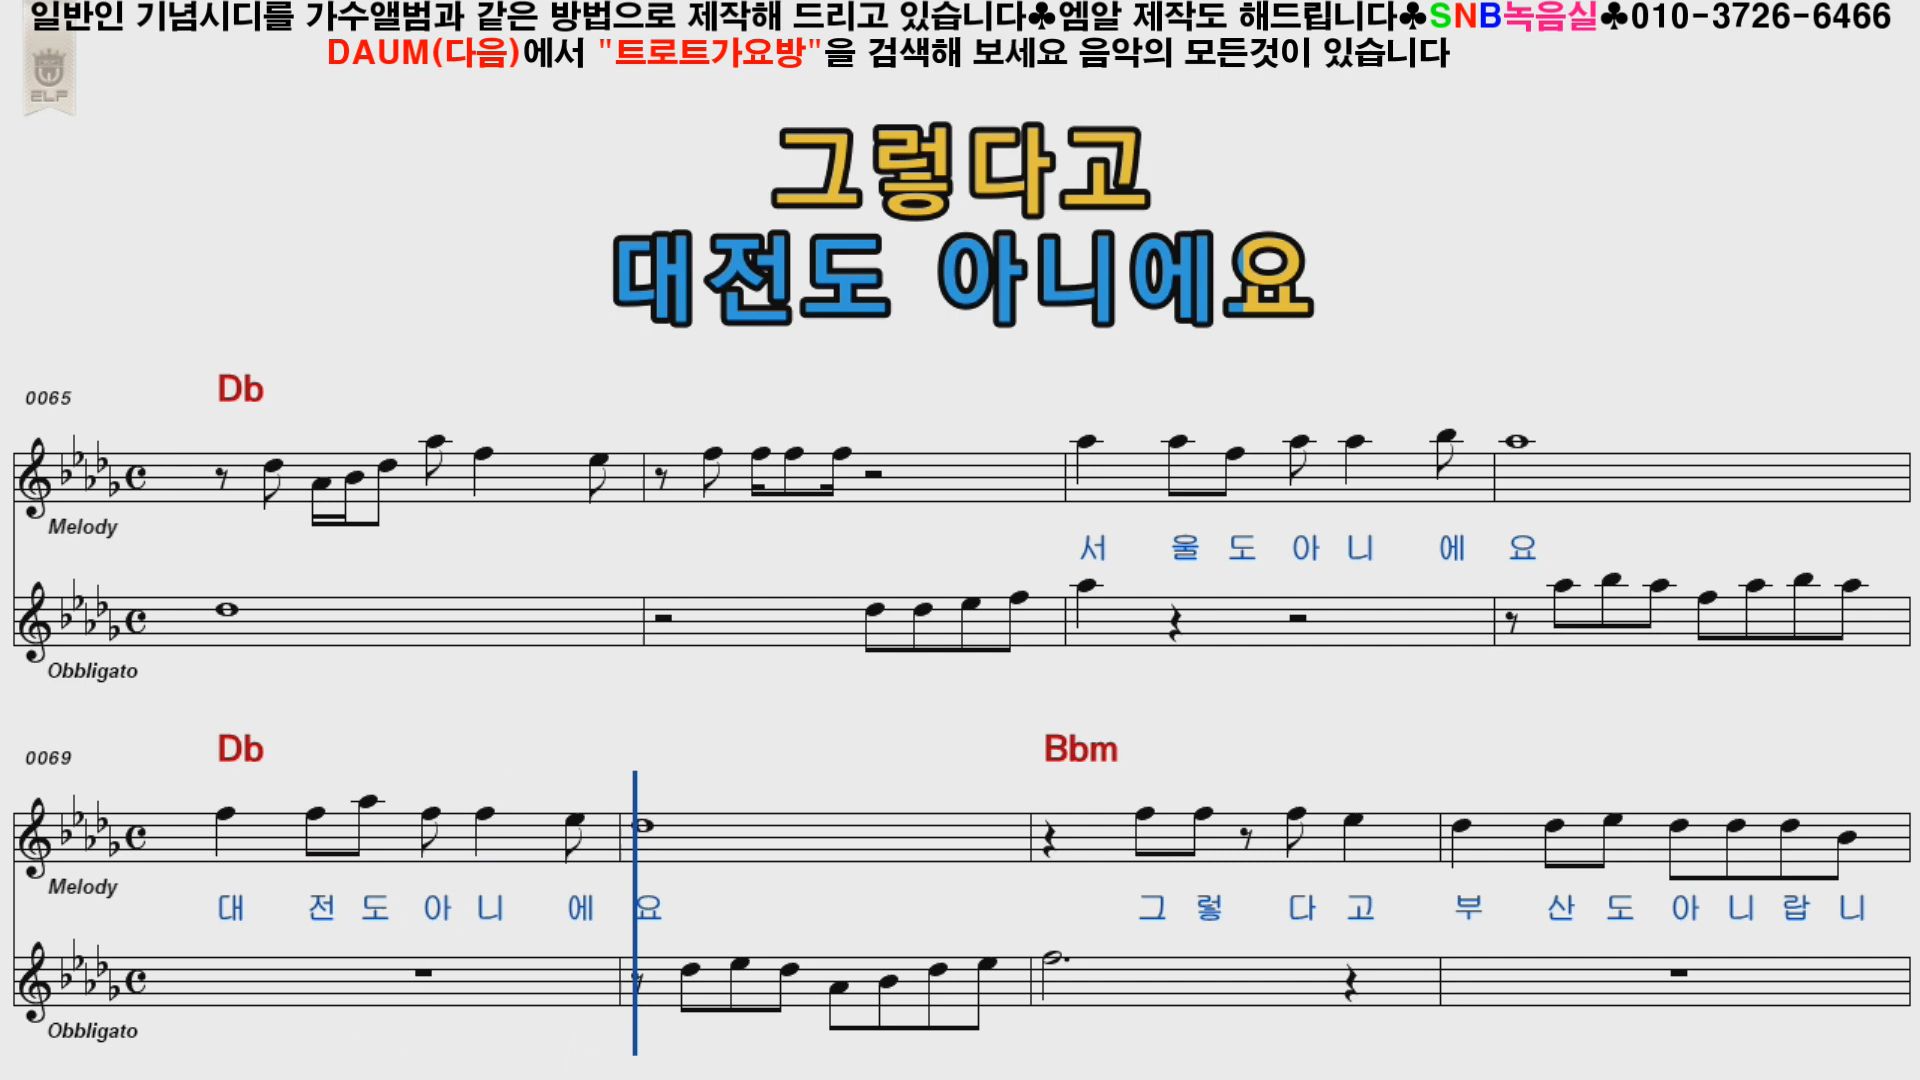 일반인 기념시디를 가수앨범과 같은 방법으로 제작해 드리고 있습니다♣엠알 제작도 해드립니다♣SNB녹음실♣010-3726-6466
DAUM(다음)에서 "트로트가요방"을 검색해 보세요 음악의 모든것이 있습니다
ELF
그렇다고
대전도 아니에요
0065 Db
Melody
서 울 도 아 니 에 요
Obbligato
0069 Db Bbm
Melody
대 전 도 아 니 에 요 그 렇 다 고 부 산 도 아 니 랍 니
Obbligato